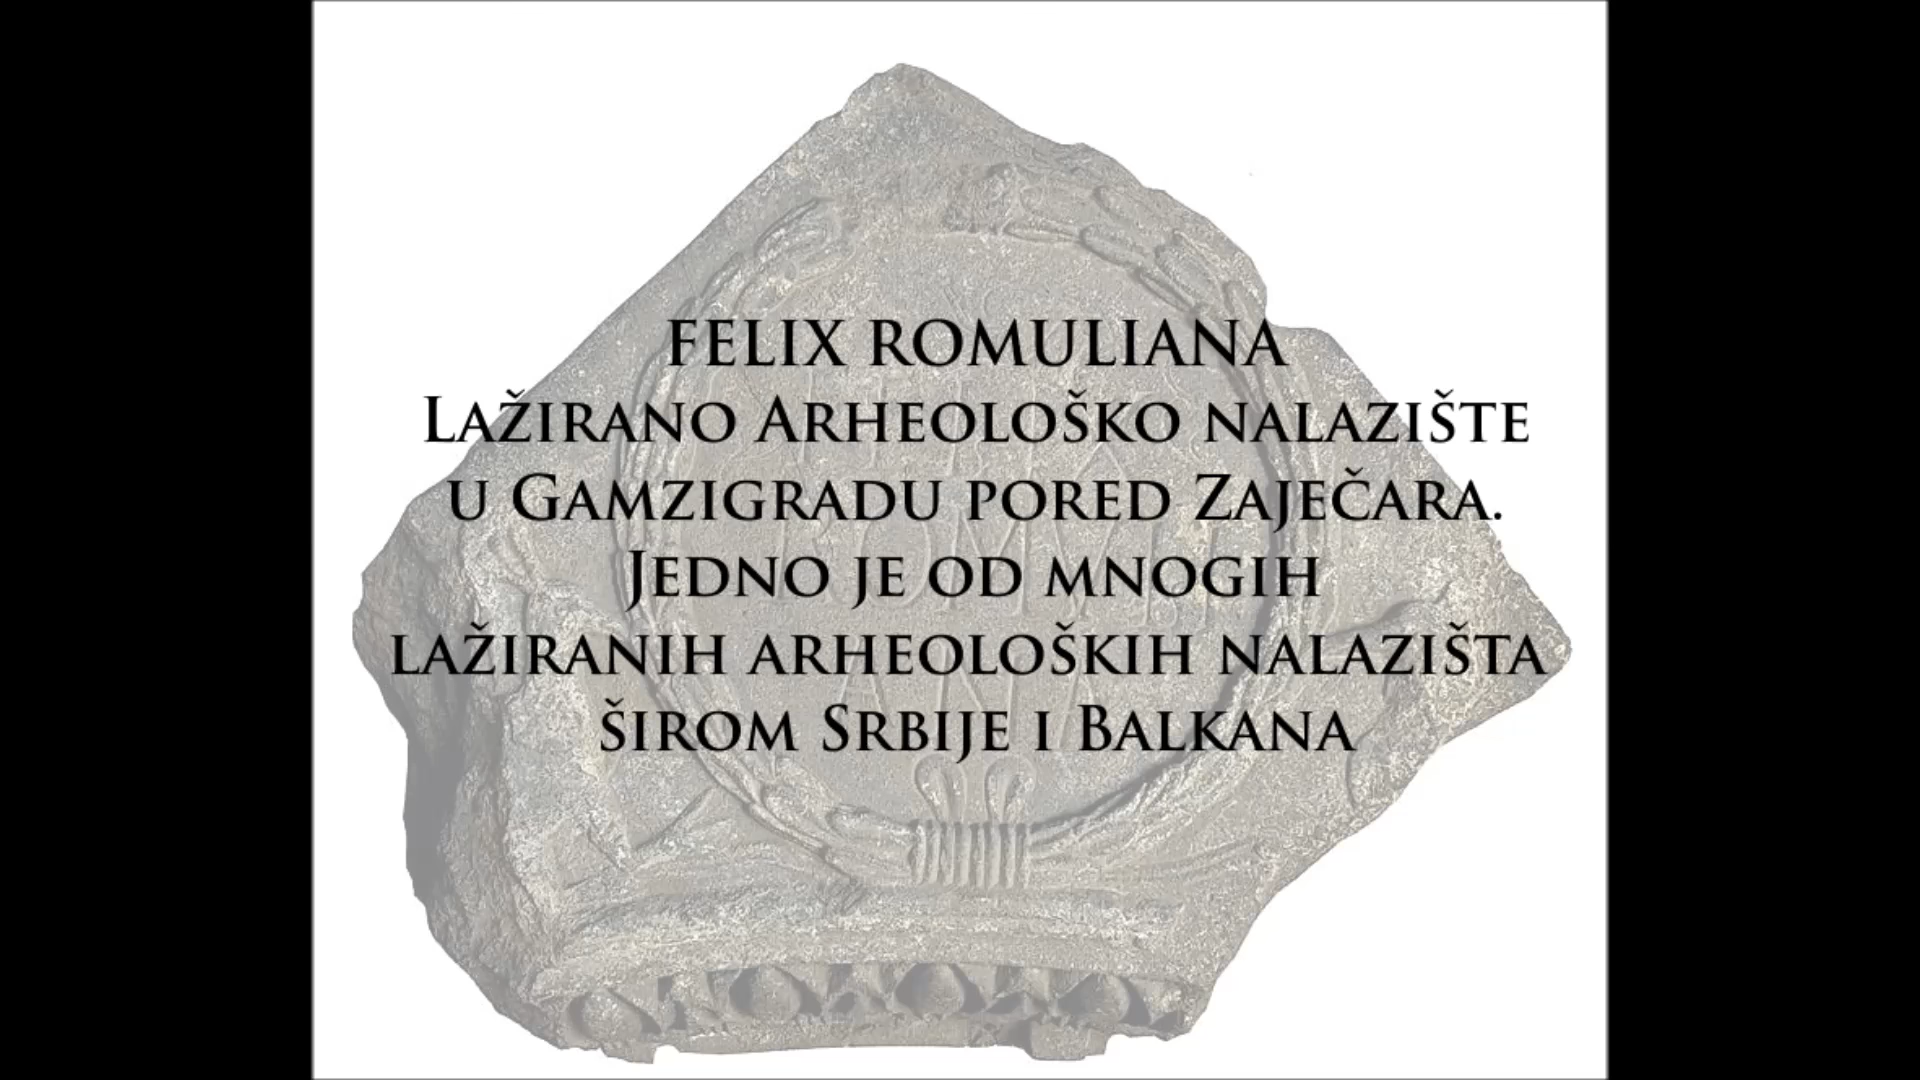 FELIX ROMULIANA
LAŽIRANO ARHEOLOŠKO NALAZIŠTE
U GAMZIGRADU PORED ZAJEČARA.
JEDNO JE OD MNOGIH
LAŽIRANIH ARHEOLOŠKIH NALAZIŠTA
ŠIROM SRBIJE I BALKANA